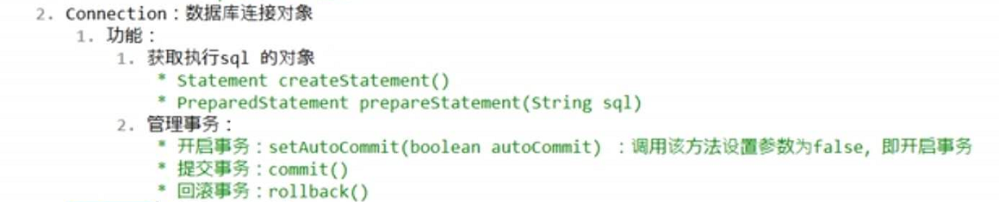 2. Connection：数据库连接对象
1. 功能：
1. 获取执行sql 的对象
* Statement createStatement()
* PreparedStatement prepareStatement(String sql)
2. 管理事务：
* 开启事务：setAutoCommit(boolean autoCommit) ：调用该方法设置参数为false, 即开启事务
* 提交事务：commit()
* 回滚事务：rollback()